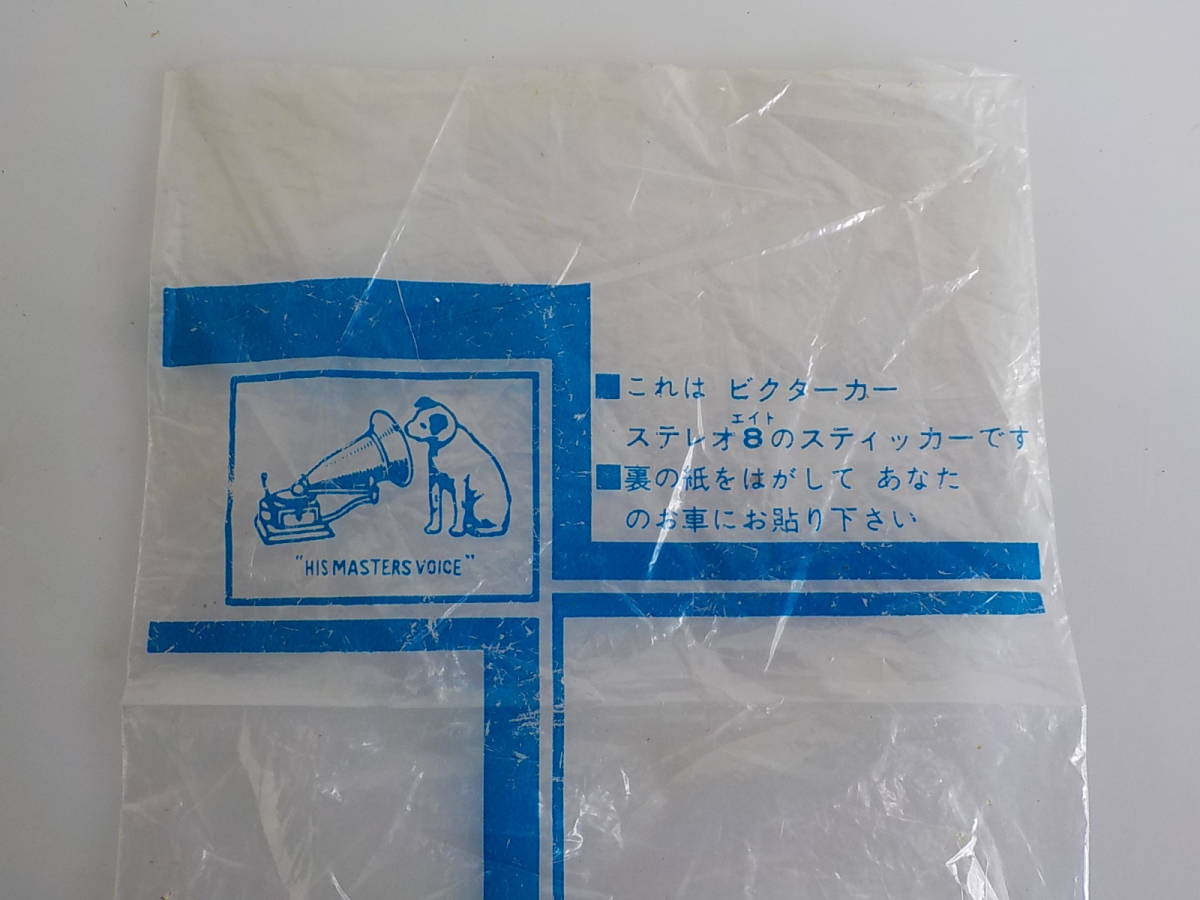 "HIS MASTERS VOICE"
■これは ビクターカー
エイト
ステレオ8のスティッカーです
■裏の紙をはがして あなた
のお車にお貼り下さい